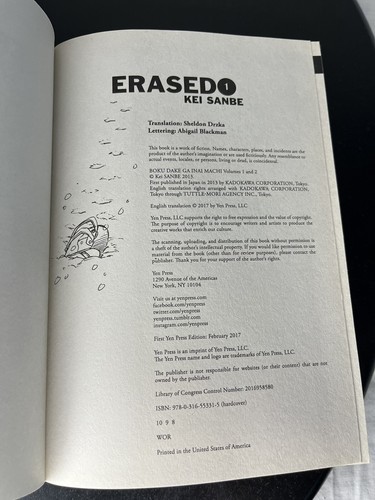 ERASED 1
KEI SANBE
Translation: Sheldon Drzka
Lettering: Abigail Blackman
This book is a work of fiction. Names, characters, places, and incidents are the
product of the author's imagination or are used fictitiously. Any resemblance to
actual events, locales, or persons, living or dead, is coincidental.
BOKU DAKE GA INAI MACHI Volumes 1 and 2
© Kei SANBE 2013
First published in Japan in 2013 by KADOKAWA CORPORATION, Tokyo.
English translation rights arranged with KADOKAWA CORPORATION,
Tokyo through TUTTLE-MORI AGENCY INC., Tokyo.
English translation © 2017 by Yen Press, LLC
Yen Press, LLC supports the right to free expression and the value of copyright.
The purpose of copyright is to encourage writers and artists to produce the
creative works that enrich our culture.
The scanning, uploading, and distribution of this book without permission is
a theft of the author's intellectual property. If you would like permission to use
material from the book (other than for review purposes), please contact the
publisher. Thank you for your support of the author's rights.
Yen Press
1290 Avenue of the Americas
New York, NY 10104
Visit us at yenpress.com
facebook.com/yenpress
twitter.com/yenpress
yenpress.tumblr.com
instagram.com/yenpress
First Yen Press Edition: February 2017
Yen Press is an imprint of Yen Press, LLC.
The Yen Press name and logo are trademarks of Yen Press, LLC.
The publisher is not responsible for websites (or their content) that are not
owned by the publisher
Library of Congress Control Number: 2016958586
ISBN: 978-0-316-55331-5 (hardcover)
10 9 8
WOR
Printed in the United States of America